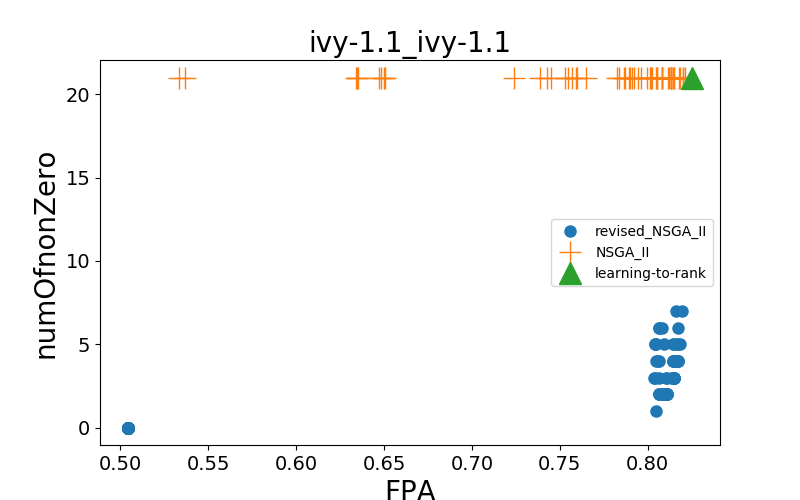 ivy-1.1_ivy-1.1
numOfnonZero
20
15
10
5
0
revised_NSGA_II
NSGA_II
learning-to-rank
0.50 0.55 0.60 0.65 0.70 0.75 0.80
FPA